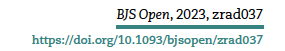 BJS Open, 2023, zrad037
https://doi.org/10.1093/bjsopen/zrad037